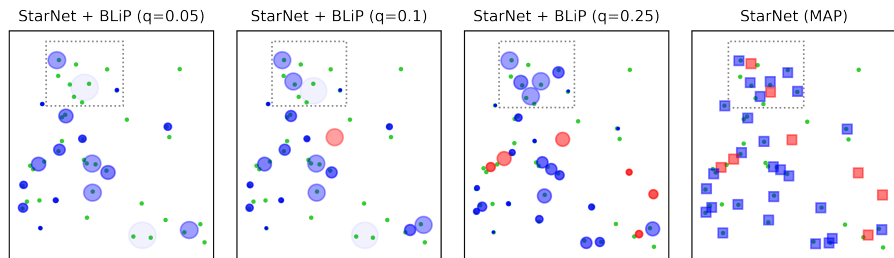 StarNet + BLiP (q=0.05)
StarNet + BLiP (q=0.1)
StarNet + BLiP (q=0.25)
StarNet (MAP)